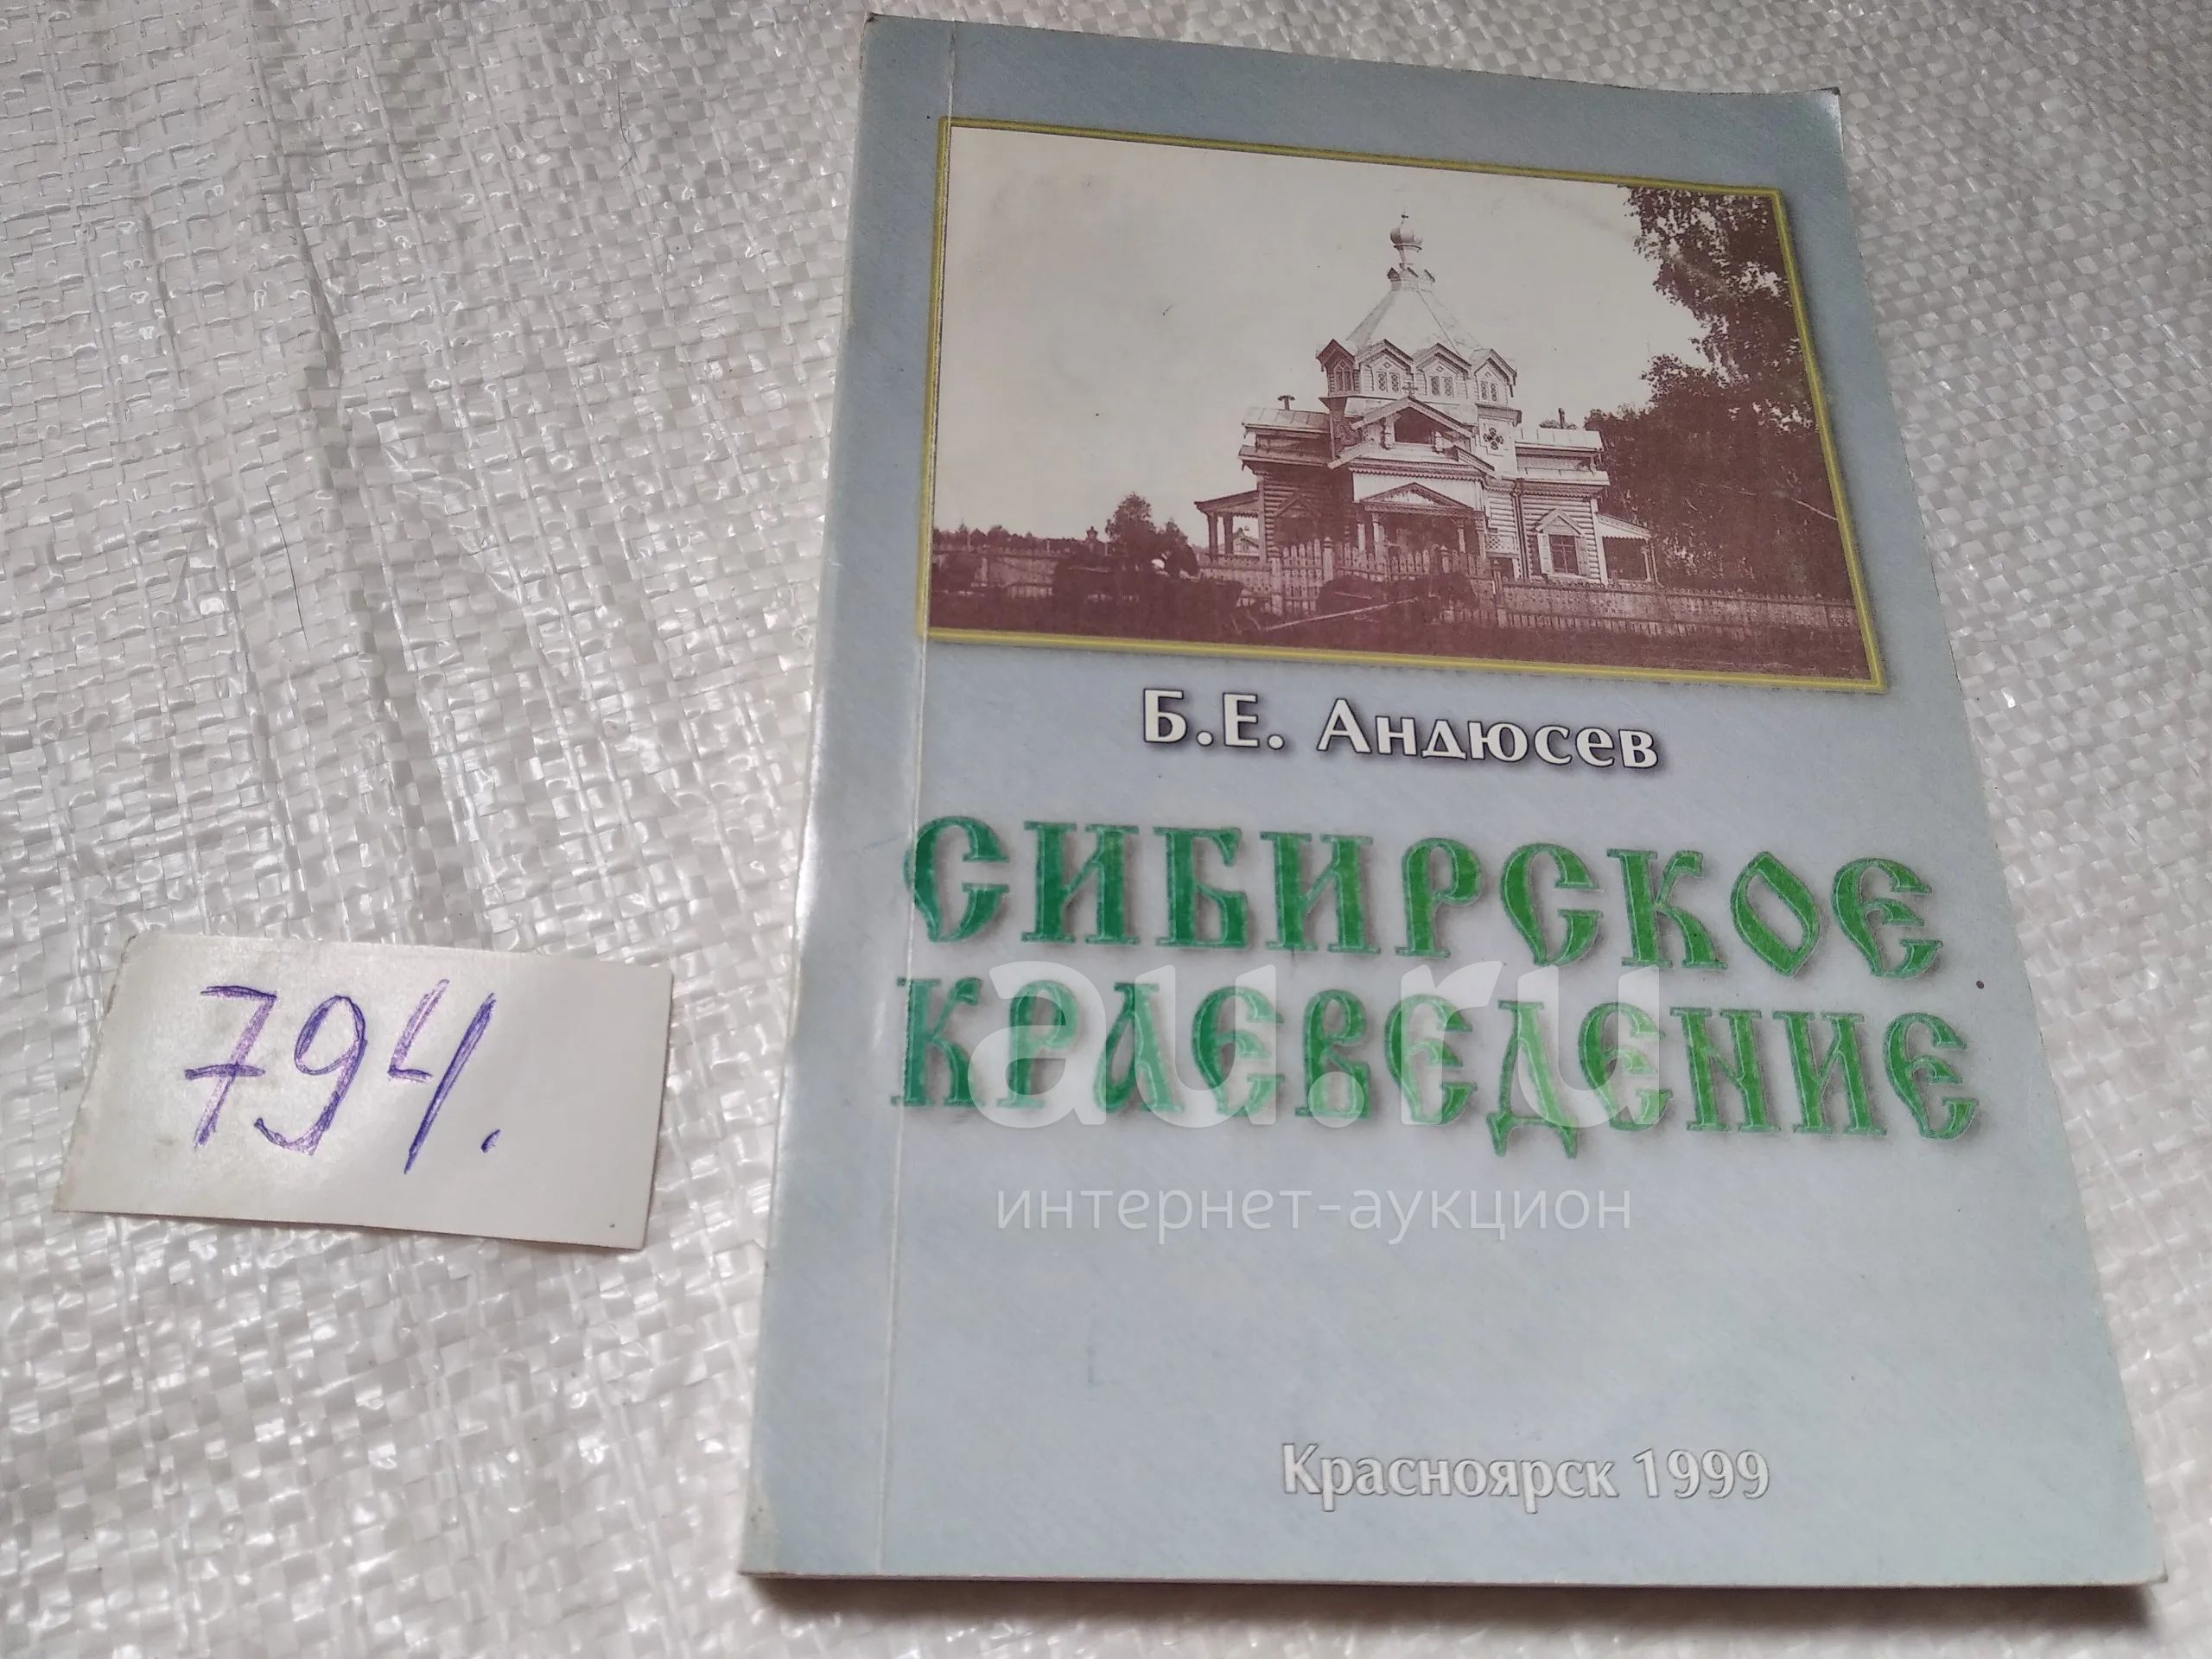 Б.Е. Андюсев
СИБИРСКОЕ
КРАЕВЕДЕНИЕ
au.ru
интернет-аукцион
794.
Красноярск 1999